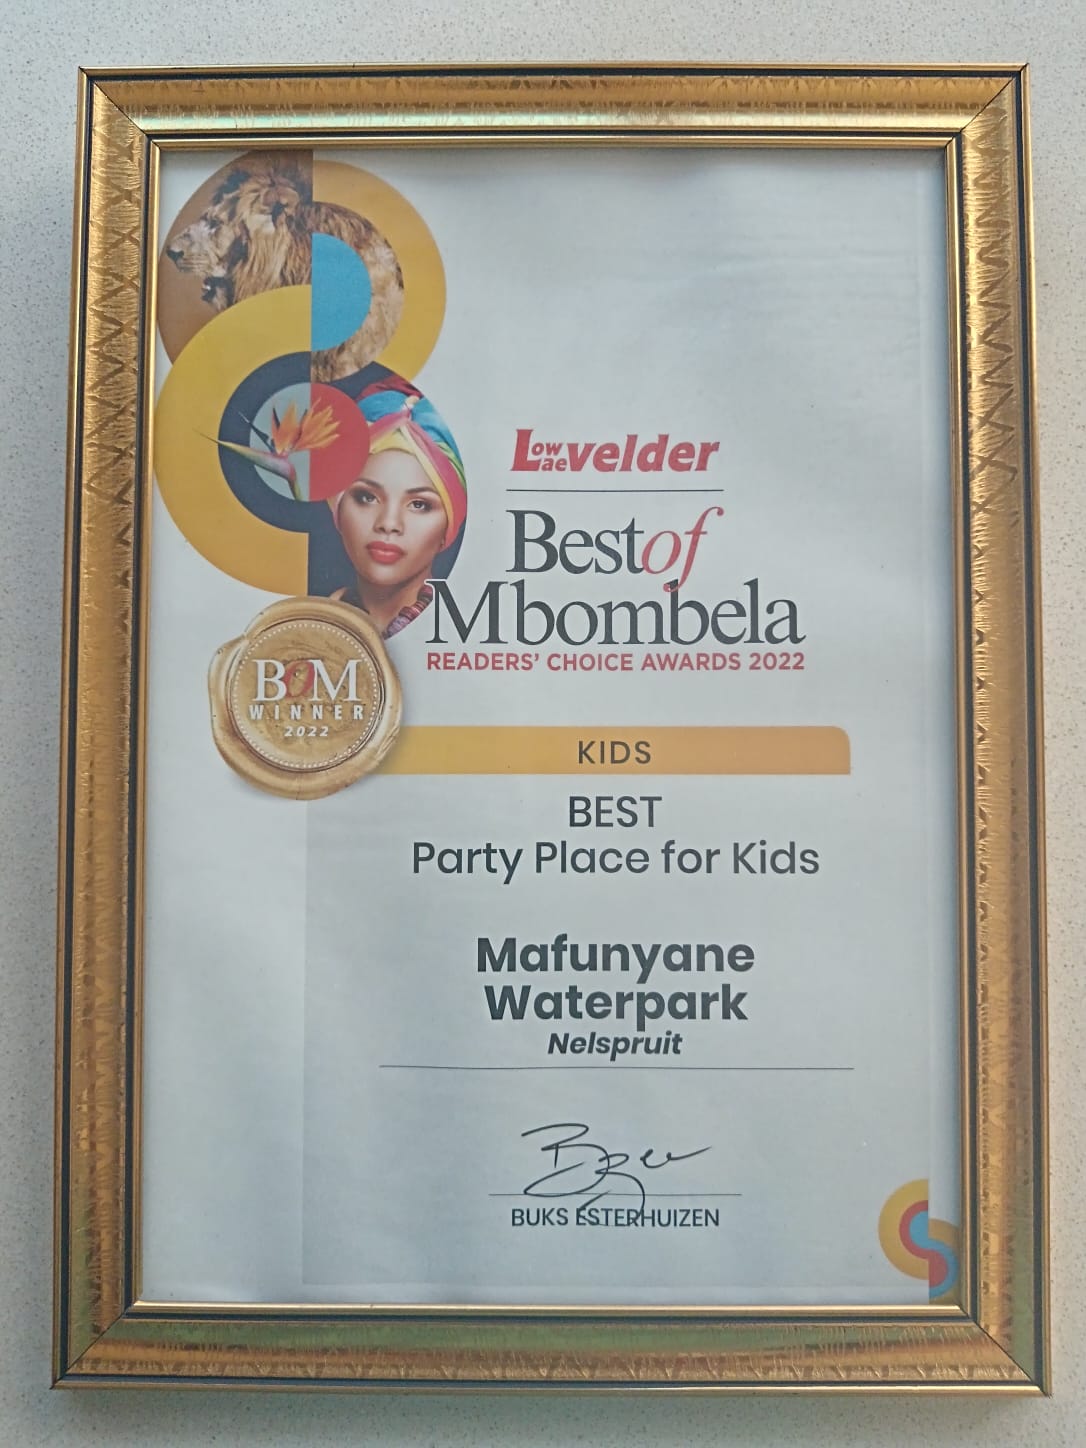 Lowvelder
Laevelder
Best of
Mbombela
READERS' CHOICE AWARDS 2022
BOM
WINNER
2022
KIDS
BEST
Party Place for Kids
Mafunyane
Waterpark
Nelspruit
BUKS ESTERHUIZEN